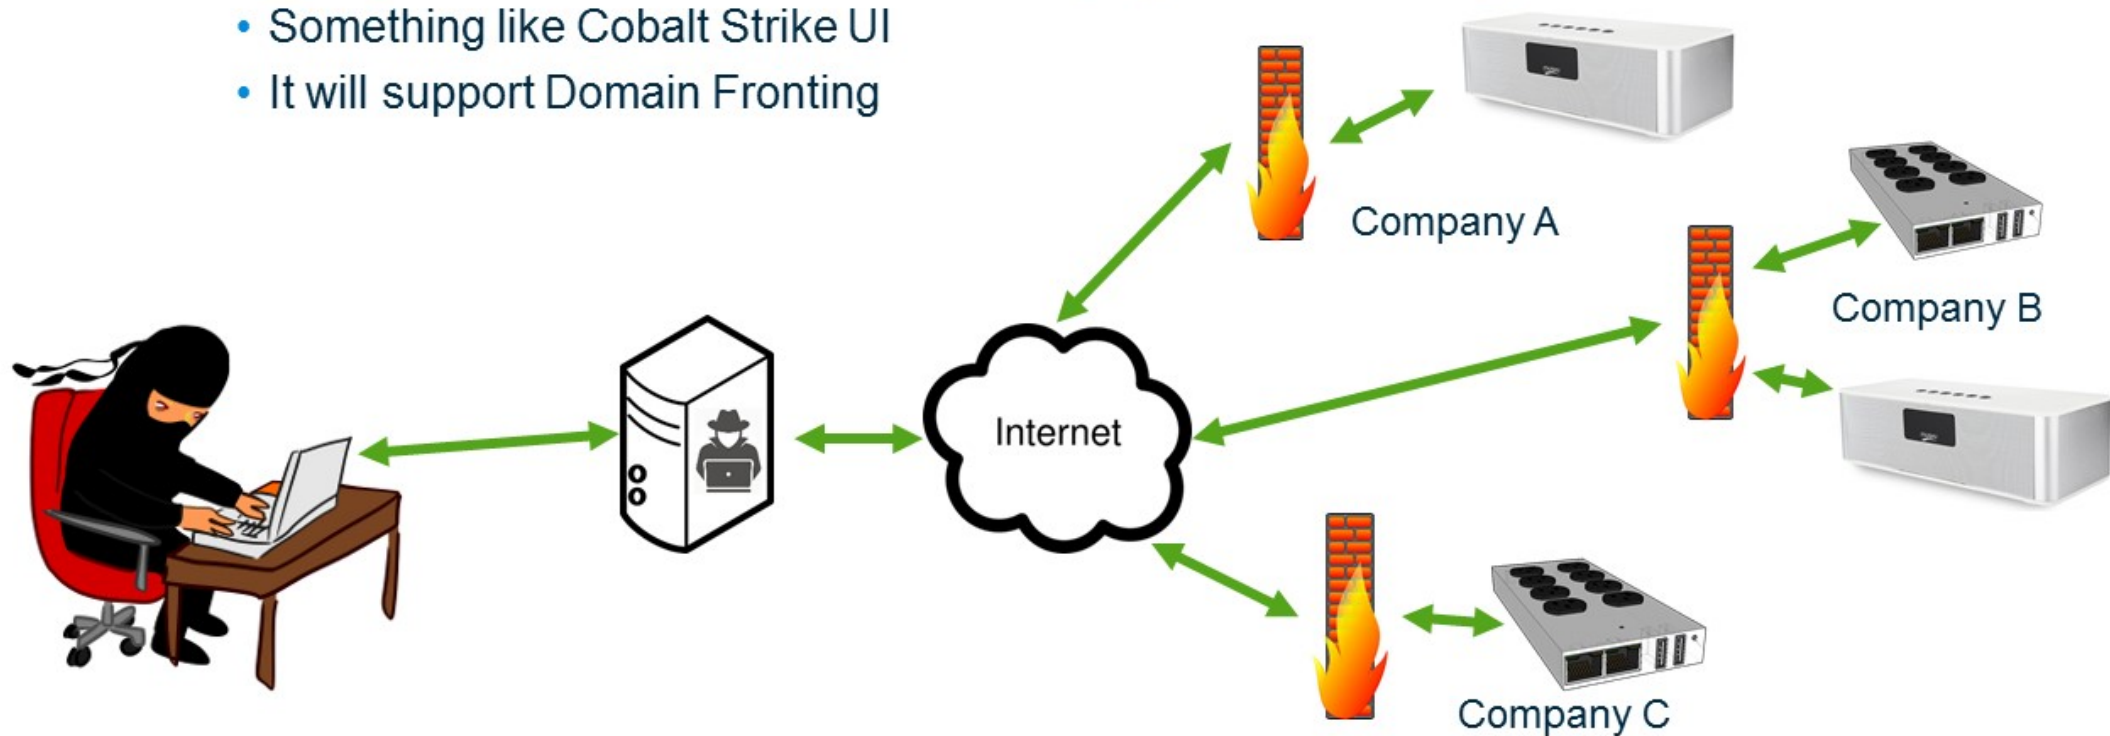 • Something like Cobalt Strike UI
• It will support Domain Fronting
Company A
Company B
Internet
Company C